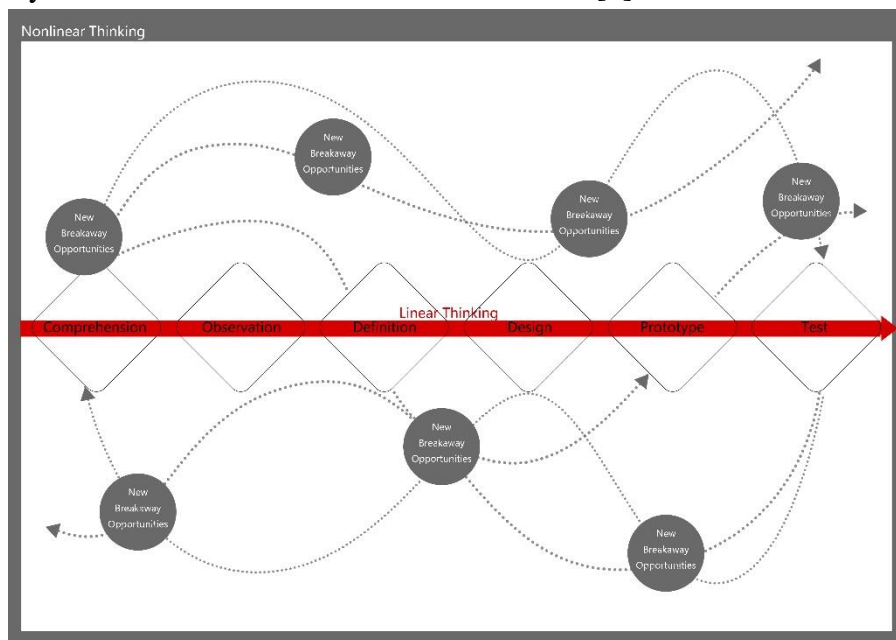 Nonlinear Thinking
New
Breakaway
Opportunities
New
Breakaway
Opportunities
New
Breakaway
Opportunities
New
Breakaway
Opportunities
Linear Thinking
Comprehension
Observation
Definition
Design
Prototype
Test
New
Breakaway
Opportunities
New
Breakaway
Opportunities
New
Breakaway
Opportunities